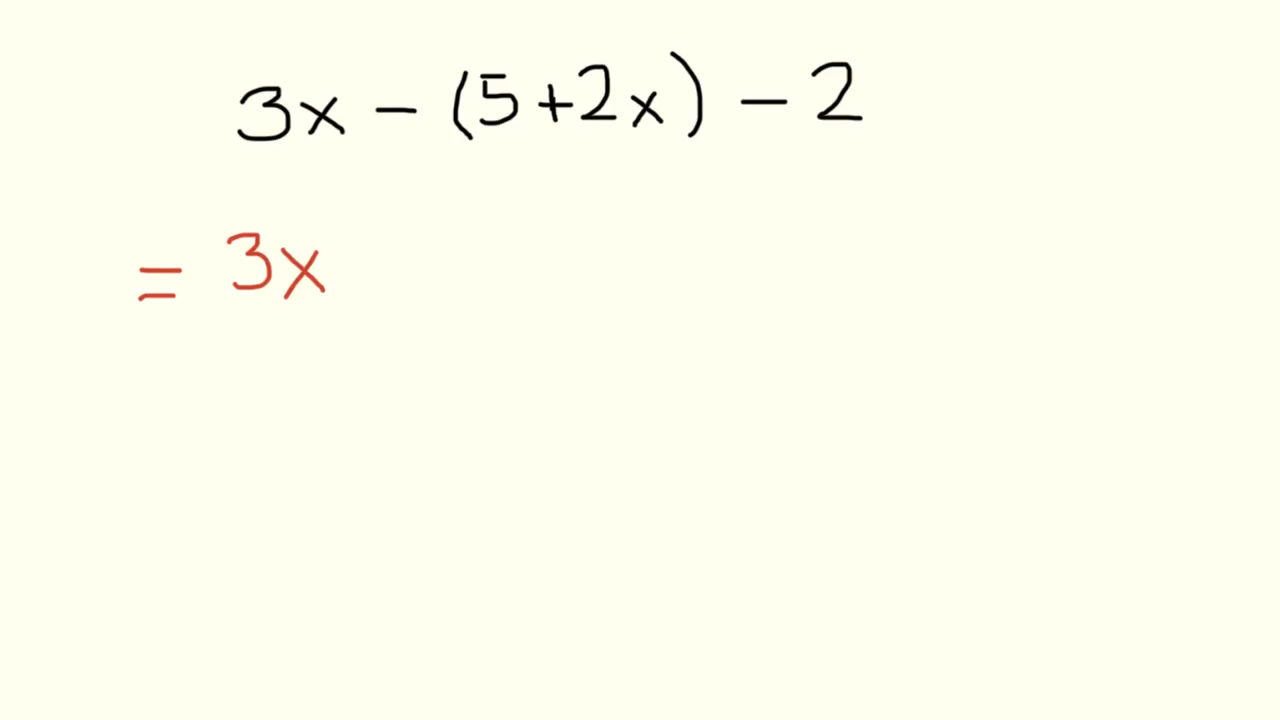 3x - (5+2x) - 2
= 3x